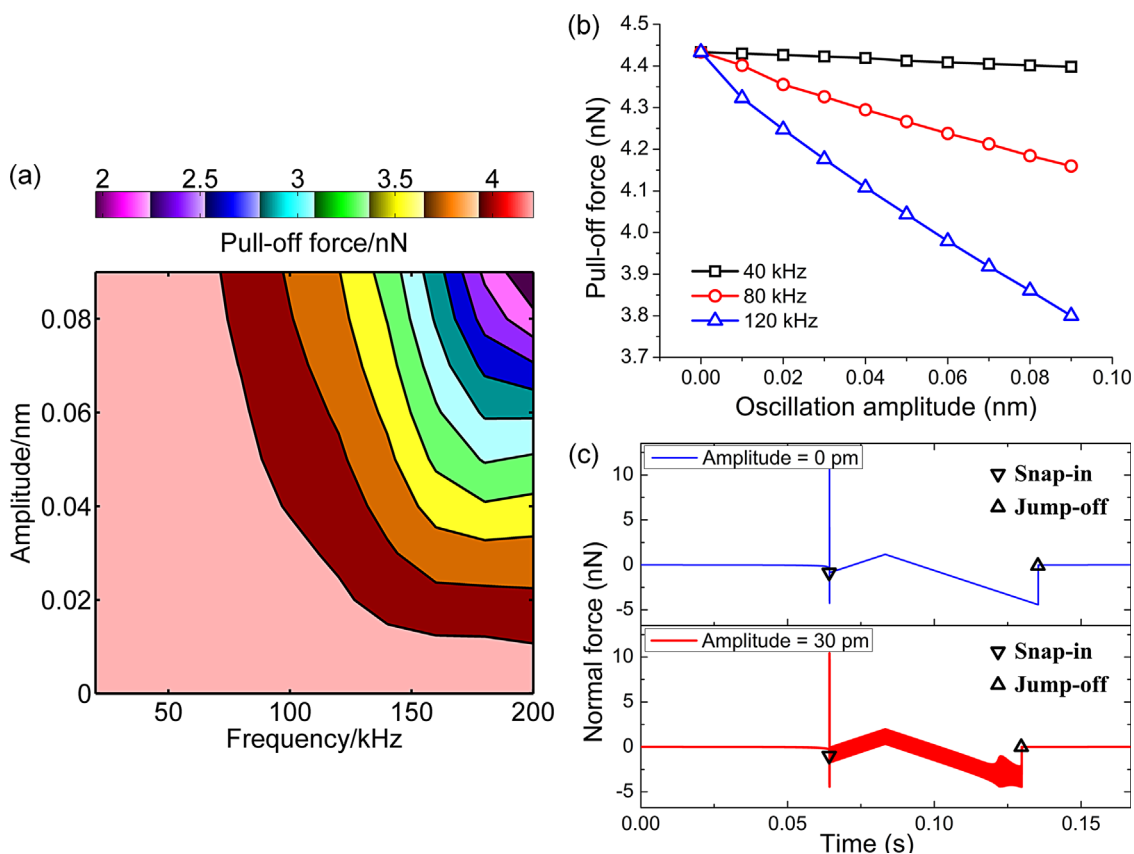 (a)
2 2.5 3 3.5 4
Pull-off force/nN
Amplitude/nm
0.08
0.06
0.04
0.02
0
50 100 150 200
Frequency/kHz
(b)
Pull-off force (nN)
4.5
4.4
4.3
4.2
4.1
4.0
3.9
3.8
3.7
40 kHz
80 kHz
120 kHz
0.00 0.02 0.04 0.06 0.08 0.10
Oscillation amplitude (nm)
(c)
Normal force (nN)
10
5
0
-5
Amplitude = 0 pm
Snap-in
Jump-off
10
5
0
-5
Amplitude = 30 pm
Snap-in
Jump-off
0.00 0.05 0.10 0.15
Time (s)